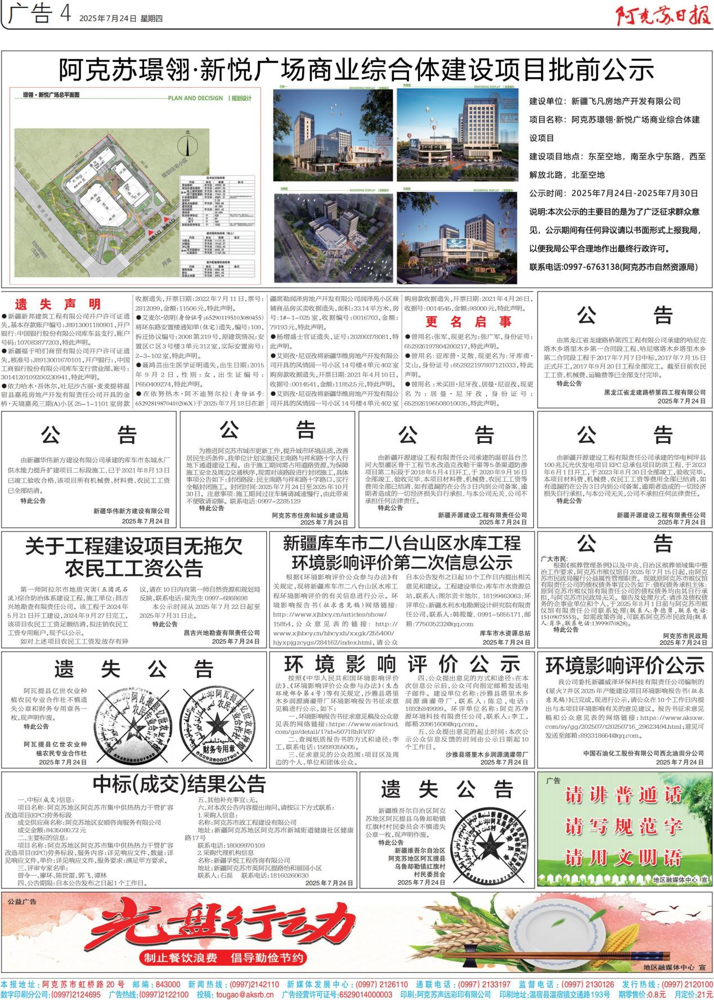 广告 4 2025年7月24日 星期四
阿克苏日报
阿克苏璟翎·新悦广场商业综合体建设项目批前公示
璟翎·新悦广场总平面图
PLAN AND DECISIGN | 规划设计
北
规划住宅小区
月湖
建设单位：新疆飞凡房地产开发有限公司
项目名称：阿克苏璟翎·新悦广场商业综合体建
设项目
建设项目地点：东至空地，南至永宁东路，西至
解放北路，北至空地
公示时间：2025年7月24日-2025年7月30日
说明:本次公示的主要目的是为了广泛征求群众意
见，公示期间有任何异议请以书面形式上报我局，
以便我局公平合理地作出最终行政许可。
联系电话:0997-6763138(阿克苏市自然资源局)
遗失声明
●新疆新邦建筑工程有限公司开户许可证遗
失,基本存款账户编号:J8913001180901,开户
银行:中国银行股份有限公司库车县支行,账户
号码:107083877203,特此声明。
●新疆福于咱们商贸有限公司开户许可证遗
失,核准号:J8913001670101,开户银行:,中国
工商银行股份有限公司库车支行营业部,账号:
3014120109200230941,特此声明。
●依力哈木·吾休尔,吐尼沙古丽·麦麦提将温
宿县嘉苑房地产开发有限责任公司开具的金
桥·天境嘉苑三期(A)小区25-1-1101室房款
收据遗失,开票日期:2022年7月11日,票号:
2812099,金额:11506元,特此声明。
●艾麦尔·依明(身份证号:652901195103080455)
将环东路安置楼通知单(住宅)遗失,编号:109,
拆迁协议编号:2008第219号,原建筑情况:安
置区C区3号楼3单元312室,实际安置房号:
2-3-102室,特此声明。
●聂鸿芸出生医学证明遗失,出生日期:2015
年9月2日,性别:女,出生证编号:
P650409274,特此声明。
●在依努热木·阿不迪努尔拉(身份证号:
65292819870410206X)于2025年7月18日在新
疆席勒润泽房地产开发有限公司润泽苑小区商
铺商品房买卖收据遗失,面积:33.14平方米,房
号:1#-1-025室,收据编号:0016703,金额:
79193元,特此声明。
●杨增盛士官证遗失,证号:20200378081,特
此声明。
●艾则孜·尼亚孜将新疆华维房地产开发有限公
司开具的风情园一号小区14号楼4单元402室
购房款收据遗失,开票日期:2021年4月10日,
收据号:0014541,金额:11852.5元,特此声明。
●艾则孜·尼亚孜将新疆华维房地产开发有限公
司开具的风情园一号小区14号楼4单元402室
购房款收据遗失,开票日期:2021年4月26日,
收据号:0014545,金额:98000元,特此声明。
更名启事
●曾用名:张军,现更名为:张广军,身份证号:
652926197804200217,特此声明。
●曾用名:亚库普·艾散,现更名为:牙库甫·
艾山,身份证号:652922197807121033,特此
声明。
●曾用名:米买田·尼牙孜,居曼·尼亚孜,现更
名为:居曼·尼牙孜,身份证号:
652926196508010035,特此声明。
公告
由黑龙江省龙建路桥第四工程有限公司承建的哈尼克
塔木乡塔里木乡第一合同段工程,哈尼喀塔木乡塔里木乡
第二合同段工程于2017年7月7日中标,2017年7月15日
正式开工,2017年9月20日工程全部完工。截至目前农民
工工资、机械费、运输费等已全部支付完毕。
特此公告
黑龙江省龙建路桥第四工程有限公司
2025年7月24日
公告
由新疆华伟新方建设有限公司承建的库车市东城水厂
供水能力提升扩建项目二标段施工,已于2021年8月13日
已竣工验收合格,该项目所有机械费、材料费、农民工工资
已全部结清。
特此公告
新疆华伟新方建设有限公司
2025年7月24日
公告
为推进阿克苏市城市更新工作,提升城市环境品质,改善
居民生活条件,我单位计划实施民主南路与祥和路十字人行
地下通道建设工程。由于施工期间需占用道路资源,为保障
施工安全及周边交通秩序,现需对该路段进行封闭施工,具体
事项公告如下:封闭路段:民主南路与祥和路十字路口,实行
全幅封闭施工。封闭时间:2025年7月24日至2025年10月
30日。注意事项:施工期间过往车辆请减速慢行,由此带来
不便敬请谅解。联系电话:0997-2285129
特此公告
阿克苏市住房和城乡建设局
2025年7月24日
公告
由新疆开源建设工程有限责任公司承建的温宿县台兰
河大型灌区骨干工程节水改造克孜勒干渠等5条渠道防渗
项目第二标段于2018年5月4日开工,于2020年9月16日
全部竣工,验收完毕,本项目材料费、机械费、农民工工资等
费用全部已结清,如有遗漏的在公告3日内到公司备案,逾
期者造成的一切经济损失自行承担,与本公司无关,公司不
承担任何法律责任。
特此公告
新疆开源建设工程有限责任公司
2025年7月24日
公告
由新疆开源建设工程有限责任公司承建的华电柯坪县
100兆瓦光伏发电项目EPC总承包项目防洪工程,于2023
年6月1日开工,于2023年8月30日全部竣工,验收完毕,
本项目材料费、机械费、农民工工资等费用全部已结清,如
有遗漏的在公告3日内到公司备案,逾期者造成的一切经济
损失自行承担,与本公司无关,公司不承担任何法律责任。
特此公告
新疆开源建设工程有限责任公司
2025年7月24日
关于工程建设项目无拖欠
农民工工资公告
第一师阿拉尔市地质灾害(五团泥石
流)综合防治体系建设工程,施工单位:昌吉
兴地勘查有限责任公司。该工程于2024年
5月21日开工建设,2024年9月27日完工,
该项目农民工工资足额结清,拟注销农民工
工资专用账户,现予以公示。
如对上述项目农民工工资发放存有异
议,请在10日内向第一师自然资源和规划局
反映,联系电话:梁先生0997-6868698
本公示时间从2025年7月22日起至
2025年7月31日止。
特此公告
昌吉兴地勘查有限责任公司
2025年7月24日
新疆库车市二八台山区水库工程
环境影响评价第二次信息公示
根据《环境影响评价公众参与办法》有
关规定,现将新疆库车市二八台山区水库工
程环境影响评价的有关信息进行公示。环
境影响报告书(征求意见稿)网络链接:
http://www.xjhbcy.cn/articles/show/
15854,公众意见表的链接:http://
www.xjhbcy.cn/hbcyxh/xxgk/255400/
hjyxpjgzcygs/284162/index.html,请公众
自本公告发布之日起10个工作日内提出相关
意见和建议。工程建设单位:库车市水资源总
站,联系人:图尔贡卡地尔、18199463063;环
评单位:新疆水利水电勘测设计研究院有限责
任公司,联系人:韩筱璇、0991-5855171,邮
箱:775035232@qq.com
库车市水资源总站
2025年7月24日
公告
广大市民:
根据《殡葬管理条例》以及中央、自治区殡葬领域集中整
治工作要求,阿克苏市殡仪馆自2025年7月15日起,由阿克
苏市民政局履行公益属性管理职责。现就原阿克苏市殡仪馆
有限责任公司的债权债务事宜公告如下:债权债务承担主体:
原阿克苏市殡仪馆有限责任公司的债权债务均由其自行承
担,与阿克苏市民政局无关。催告及处理方式:请涉及债权债
务的企事业单位和个人,于2025年8月1日前与阿克苏市殡
仪馆有限责任公司联系处理(联系人:李德勇,联系电话:
15109075555)。如需政策咨询,可联系阿克苏市民政局(联系
人:肖华,联系电话:13999070828)。
特此公告
阿克苏市民政局
2025年7月24日
遗失公告
阿瓦提县亿世农业种
植农民专业合作社不慎遗
失公章和财务专用章各一
枚,现声明作废。
特此公告
阿瓦提县亿世农业种
植农民专业合作社
2025年7月24日
财务专用章
环境影响评价公示
按照《中华人民共和国环境影响评价
法》、《环境影响评价公众参与办法》(生态
环境部令第4号)等有关规定,沙雅县塔里
木乡润源滴灌带厂环境影响报告书征求意
见稿进行公示,如下:
一、环境影响报告书征求意见稿及公众意
见表的网络链接:https://www.eiacloud.
com/gs/detail/1?id=50718hRV87
二、查阅纸质报告书的方式和途径:李
工,联系电话:15899359005。
三、征求意见的公众范围:项目区及周
边的个人、单位和团体公众。
四、公众提出意见的方式和途径:在本
次信息公示后,公众可向指定邮箱发送电
子邮件。建设单位名称:沙雅县塔里木乡
润源滴灌带厂,联系人:陈总,电话:
18935849999。环评单位名称:阿克苏净
源环境科技有限责任公司,联系人:李工,
邮箱20961606@qq.com。
五、公众提出意见的起止时间:本次公
示公众信息反馈的时间由公示日期起10
个工作日。
沙雅县塔里木乡润源滴灌带厂
2025年7月24日
环境影响评价公示
我公司委托新疆威泽环保科技有限责任公司编制的
《星火7井区2025年产能建设项目环境影响报告书(征求
意见稿)》已完成,现进行公示,请公众在10个工作日内提
出与本项目环境影响有关的意见建议。报告书征求意见
稿和公众意见表的网络链接:https://www.aksxw.
com/sy/gg/202507/t20250716_29623494.html;意见可
发送至邮箱:893318664@qq.com。
中国石油化工股份有限公司西北油田分公司
2025年7月24日
中标(成交)结果公告
一、中标(成交)信息:
项目名称:阿克苏地区阿克苏市集中供热热力干管扩容
改造项目(EPC)劳务标段
成交供应商名称:阿克苏地区安顺咨询服务有限公司
成交金额:8435080.72元
二、主要标的信息:
项目名称:阿克苏地区阿克苏市集中供热热力干管扩容
改造项目(EPC)劳务标段,服务内容:详见响应文件,数量:详
见响应文件,单价:详见响应文件,服务要求:满足甲方要求。
三、评审专家名单:
曾令一、廖环、陈世雷、郭飞、谭林
四、公告期限:自本公告发布之日起1个工作日。
五、其他补充事宜:无。
六、对本次公告内容提出询问,请按以下方式联系:
1.采购人信息:
名称:阿克苏市政工程建设有限公司
地址:新疆阿克苏地区阿克苏市新城街道健康社区健康
路17号
联系电话:18009970109
2.采购代理机构信息
名称:新疆孚悦工程咨询有限公司
地址:新疆阿克苏市英阿瓦提路怡和丽园小区
联系人:石磊 联系电话:18160260630
2025年7月24日
遗失公告
新疆维吾尔自治区阿克
苏地区阿瓦提县乌鲁却勒镇
红旗村村民委员会不慎遗失
公章一枚,现声明作废。
特此公告
新疆维吾尔自治区
阿克苏地区阿瓦提县
乌鲁却勒镇红旗村
村民委员会
2025年7月24日
广告
请讲普通话
请写规范字
请用文明语
地区融媒体中心 宣
公益广告
光盘行动
制止餐饮浪费 倡导勤俭节约
地区融媒体中心 宣
本报地址:阿克苏市虹桥路20号 邮编:843000 新闻热线:(0997)2142110 新媒体发展中心:(0997)2126110 通联电话:(0997)2133197 监督电话:(0997)2130126 发行热线:(0997)2120100
数字印刷分公司:(0997)2124695 广告热线:(0997)2122100 投稿:tougao@aksrb.cn 广告经营许可证号:6529014000003 印刷:阿克苏声远彩印有限公司 印刷地址:温宿县温宿镇交通路193号 期零售价:0.8元 月定价:21元